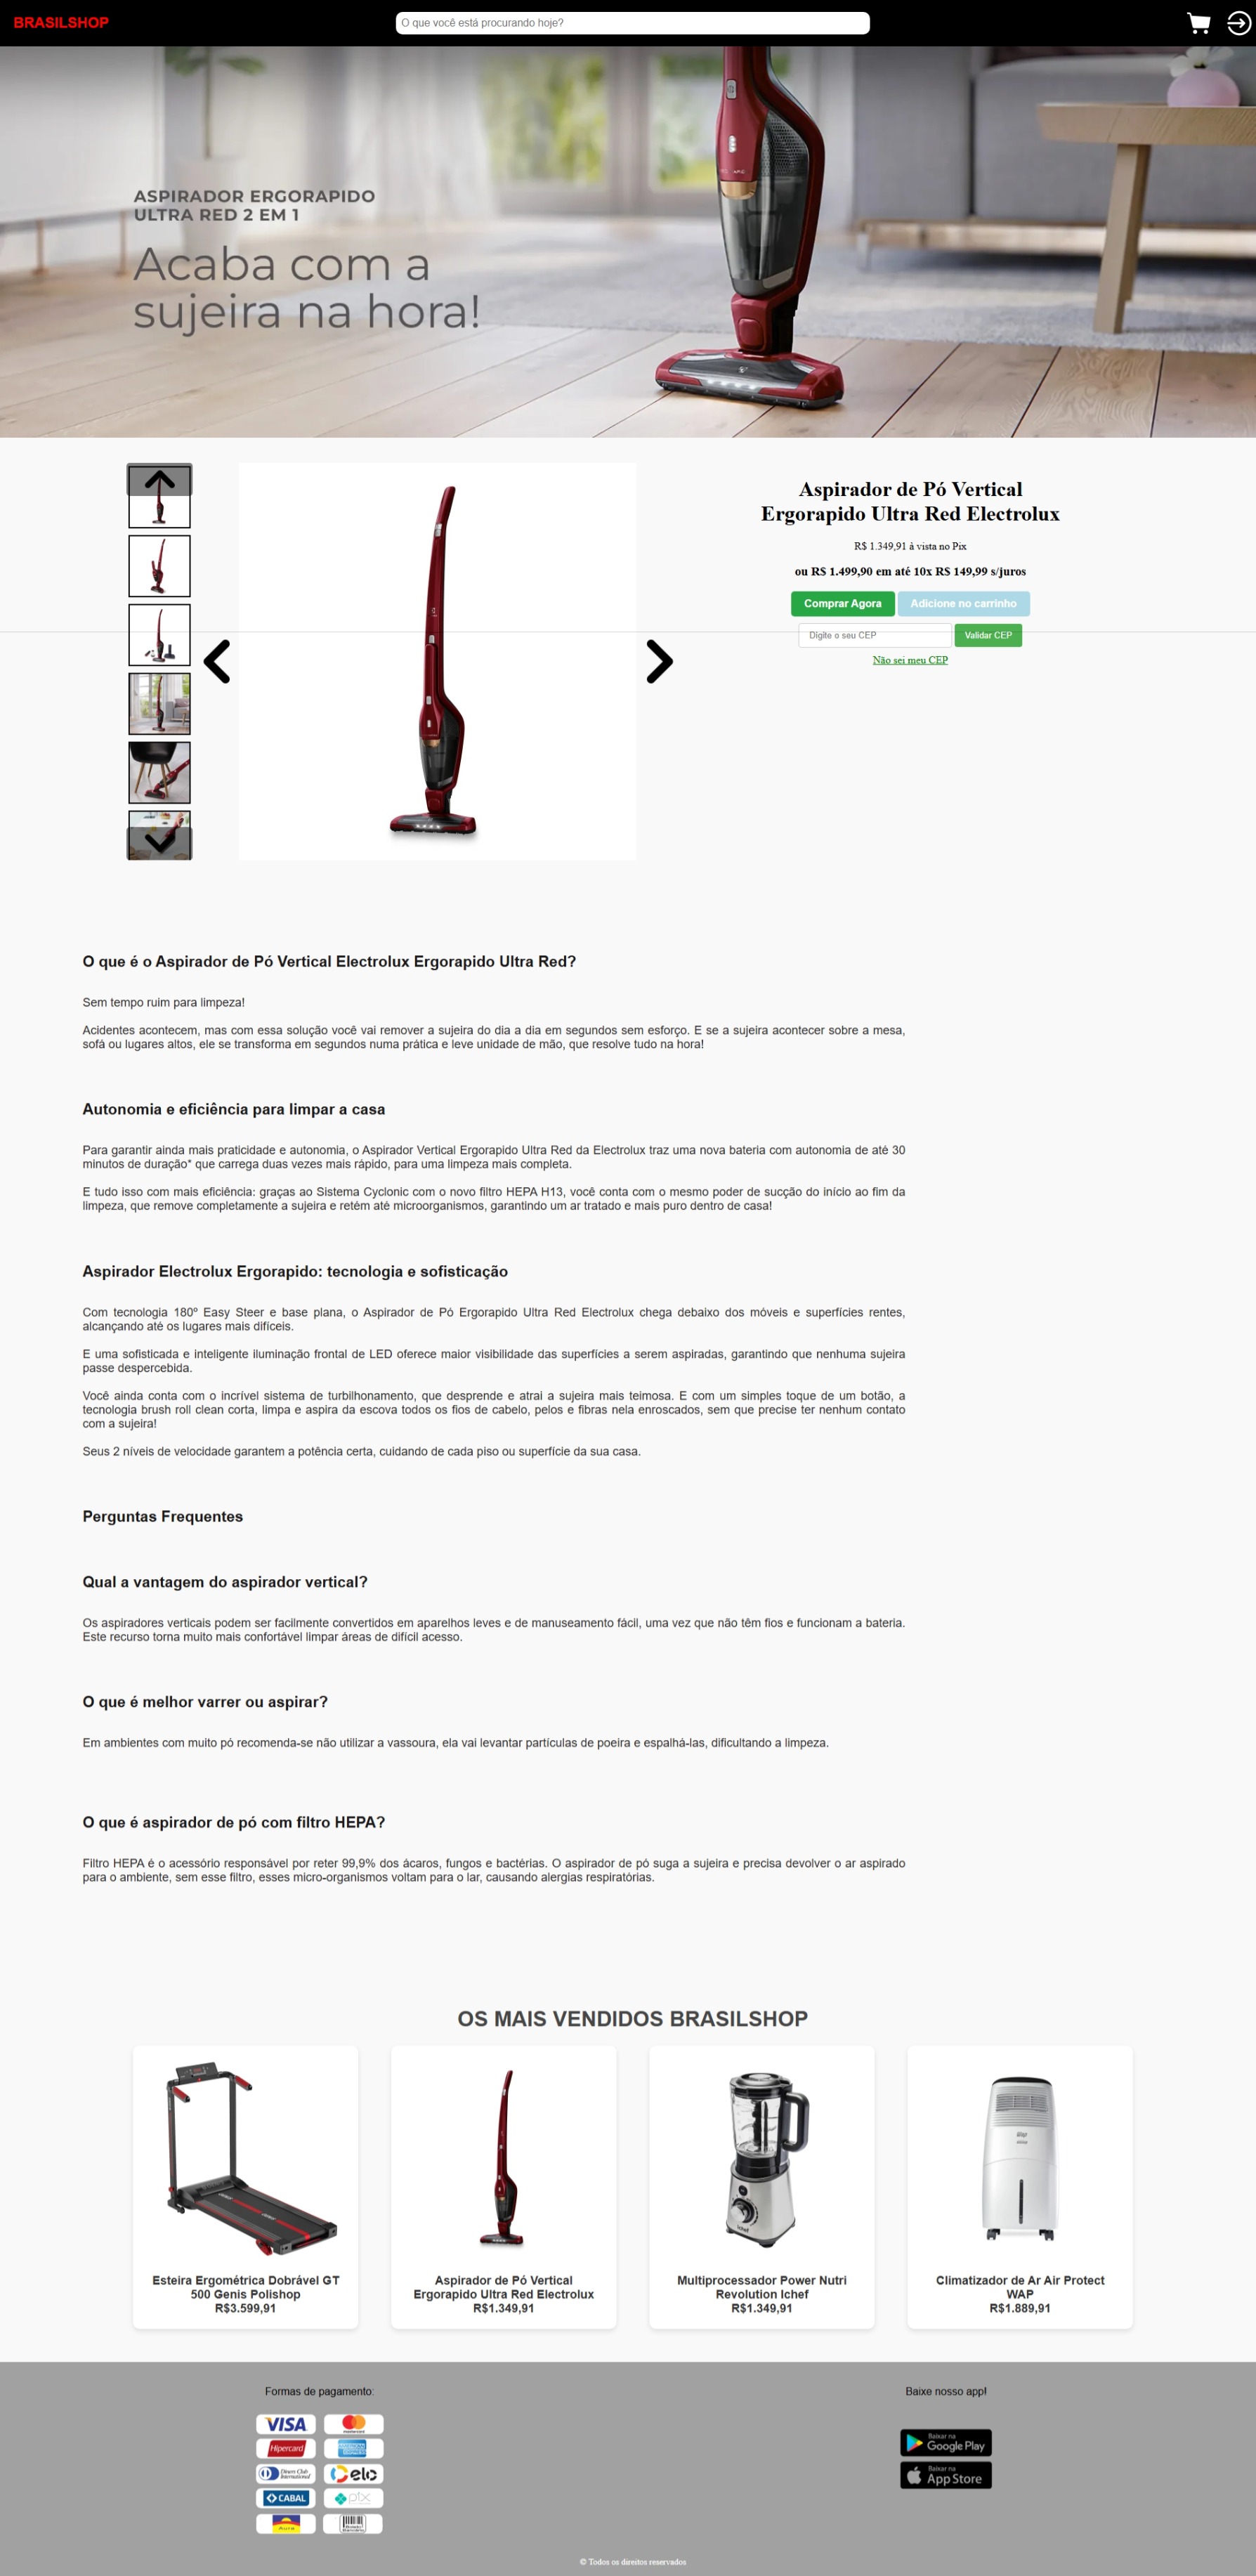 BRASILSHOP
O que você está procurando hoje?
ASPIRADOR ERGORAPIDO
ULTRA RED 2 EM 1
Acaba com a
sujeira na hora!
Aspirador de Pó Vertical
Ergorapido Ultra Red Electrolux
R$ 1.349,91 à vista no Pix
ou R$ 1.499,90 em até 10x R$ 149,99 s/juros
Comprar Agora
Adicione no carrinho
Digite o seu CEP
Validar CEP
Não sei meu CEP
O que é o Aspirador de Pó Vertical Electrolux Ergorapido Ultra Red?
Sem tempo ruim para limpeza!
Acidentes acontecem, mas com essa solução você vai remover a sujeira do dia a dia em segundos sem esforço. E se a sujeira acontecer sobre a mesa,
sofá ou lugares altos, ele se transforma em segundos numa prática e leve unidade de mão, que resolve tudo na hora!
Autonomia e eficiência para limpar a casa
Para garantir ainda mais praticidade e autonomia, o Aspirador Vertical Ergorapido Ultra Red da Electrolux traz uma nova bateria com autonomia de até 30
minutos de duração* que carrega duas vezes mais rápido, para uma limpeza mais completa.
E tudo isso com mais eficiência: graças ao Sistema Cyclonic com o novo filtro HEPA H13, você conta com o mesmo poder de sucção do início ao fim da
limpeza, que remove completamente a sujeira e retém até microorganismos, garantindo um ar tratado e mais puro dentro de casa!
Aspirador Electrolux Ergorapido: tecnologia e sofisticação
Com tecnologia 180º Easy Steer e base plana, o Aspirador de Pó Ergorapido Ultra Red Electrolux chega debaixo dos móveis e superfícies rentes,
alcançando até os lugares mais difíceis.
E uma sofisticada e inteligente iluminação frontal de LED oferece maior visibilidade das superfícies a serem aspiradas, garantindo que nenhuma sujeira
passe despercebida.
Você ainda conta com o incrível sistema de turbilhonamento, que desprende e atrai a sujeira mais teimosa. E com um simples toque de um botão, a
tecnologia brush roll clean corta, limpa e aspira da escova todos os fios de cabelo, pelos e fibras nela enroscados, sem que precise ter nenhum contato
com a sujeira!
Seus 2 níveis de velocidade garantem a potência certa, cuidando de cada piso ou superfície da sua casa.
Perguntas Frequentes
Qual a vantagem do aspirador vertical?
Os aspiradores verticais podem ser facilmente convertidos em aparelhos leves e de manuseamento fácil, uma vez que não têm fios e funcionam a bateria.
Este recurso torna muito mais confortável limpar áreas de difícil acesso.
O que é melhor varrer ou aspirar?
Em ambientes com muito pó recomenda-se não utilizar a vassoura, ela vai levantar partículas de poeira e espalhá-las, dificultando a limpeza.
O que é aspirador de pó com filtro HEPA?
Filtro HEPA é o acessório responsável por reter 99,9% dos ácaros, fungos e bactérias. O aspirador de pó suga a sujeira e precisa devolver o ar aspirado
para o ambiente, sem esse filtro, esses micro-organismos voltam para o lar, causando alergias respiratórias.
OS MAIS VENDIDOS BRASILSHOP
Esteira Ergométrica Dobrável GT
500 Genis Polishop
R$3.599,91
Aspirador de Pó Vertical
Ergorapido Ultra Red Electrolux
R$1.349,91
Multiprocessador Power Nutri
Revolution Ichef
R$1.349,91
Climatizador de Ar Air Protect
WAP
R$1.889,91
Formas de pagamento:
VISA
Hipercard
Diners Club
International
elo
CABAL
pix
Aura
Baixe nosso app!
Baixar na
Google Play
Baixar na
App Store
© Todos os direitos reservados